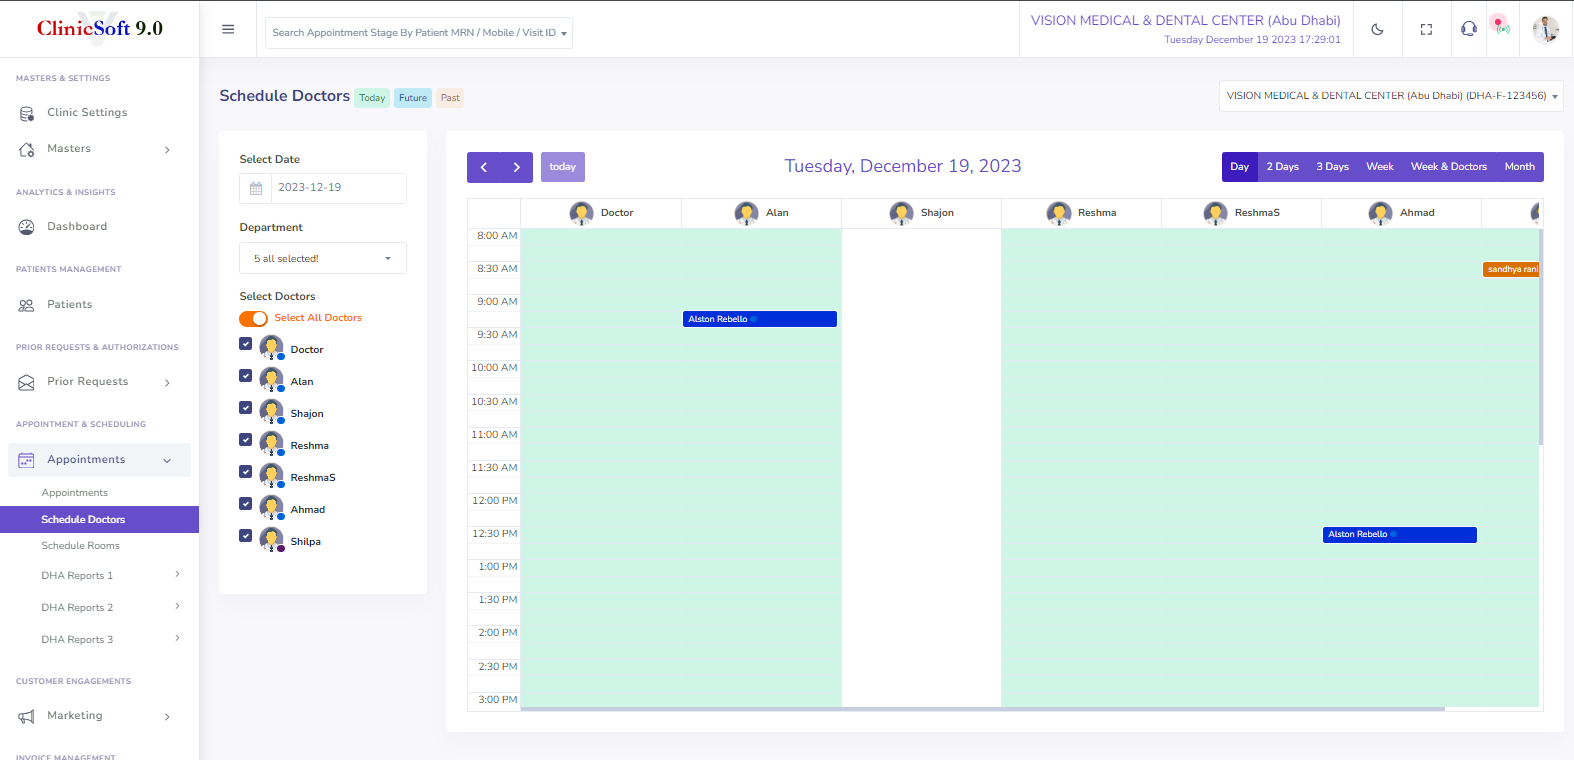 ClinicSoft 9.0
Search Appointment Stage By Patient MRN / Mobile / Visit ID
VISION MEDICAL & DENTAL CENTER (Abu Dhabi)
Tuesday December 19 2023 17:29:01
MASTERS & SETTINGS
Clinic Settings
Masters
ANALYTICS & INSIGHTS
Dashboard
PATIENTS MANAGEMENT
Patients
PRIOR REQUESTS & AUTHORIZATIONS
Prior Requests
APPOINTMENT & SCHEDULING
Appointments
Appointments
Schedule Doctors
Schedule Rooms
DHA Reports 1
DHA Reports 2
DHA Reports 3
CUSTOMER ENGAGEMENTS
Marketing
INVOICE MANAGEMENT
Schedule Doctors Today Future Past
VISION MEDICAL & DENTAL CENTER (Abu Dhabi) (DHA-F-123456)
Select Date
2023-12-19
Department
5 all selected!
Select Doctors
Select All Doctors
Doctor
Alan
Shajon
Reshma
ReshmaS
Ahmad
Shilpa
today
Tuesday, December 19, 2023
Day 2 Days 3 Days Week Week & Doctors Month
Doctor Alan Shajon Reshma ReshmaS Ahmad
8:00 AM
8:30 AM
sandhya rani
9:00 AM
Alston Rebello
9:30 AM
10:00 AM
10:30 AM
11:00 AM
11:30 AM
12:00 PM
12:30 PM
Alston Rebello
1:00 PM
1:30 PM
2:00 PM
2:30 PM
3:00 PM